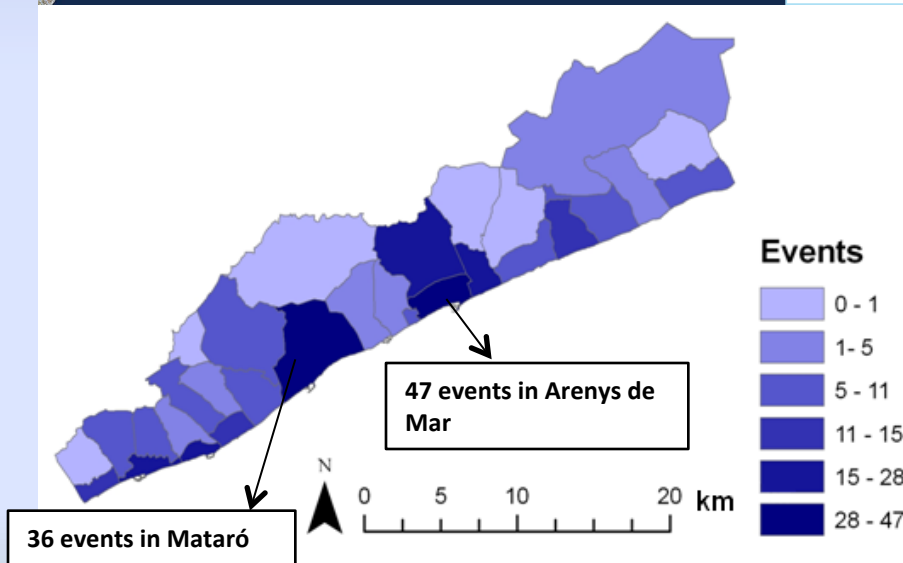 Events
0 - 1
1- 5
5 - 11
11 - 15
15 - 28
28 - 47
47 events in Arenys de
Mar
N
0 5 10 20 km
36 events in Mataró